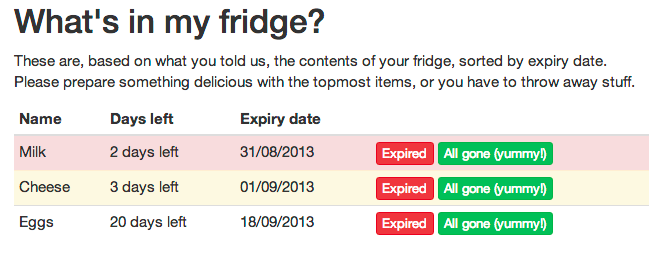 What's in my fridge?
These are, based on what you told us, the contents of your fridge, sorted by expiry date.
Please prepare something delicious with the topmost items, or you have to throw away stuff.
Name Days left Expiry date
Milk 2 days left 31/08/2013 Expired All gone (yummy!)
Cheese 3 days left 01/09/2013 Expired All gone (yummy!)
Eggs 20 days left 18/09/2013 Expired All gone (yummy!)